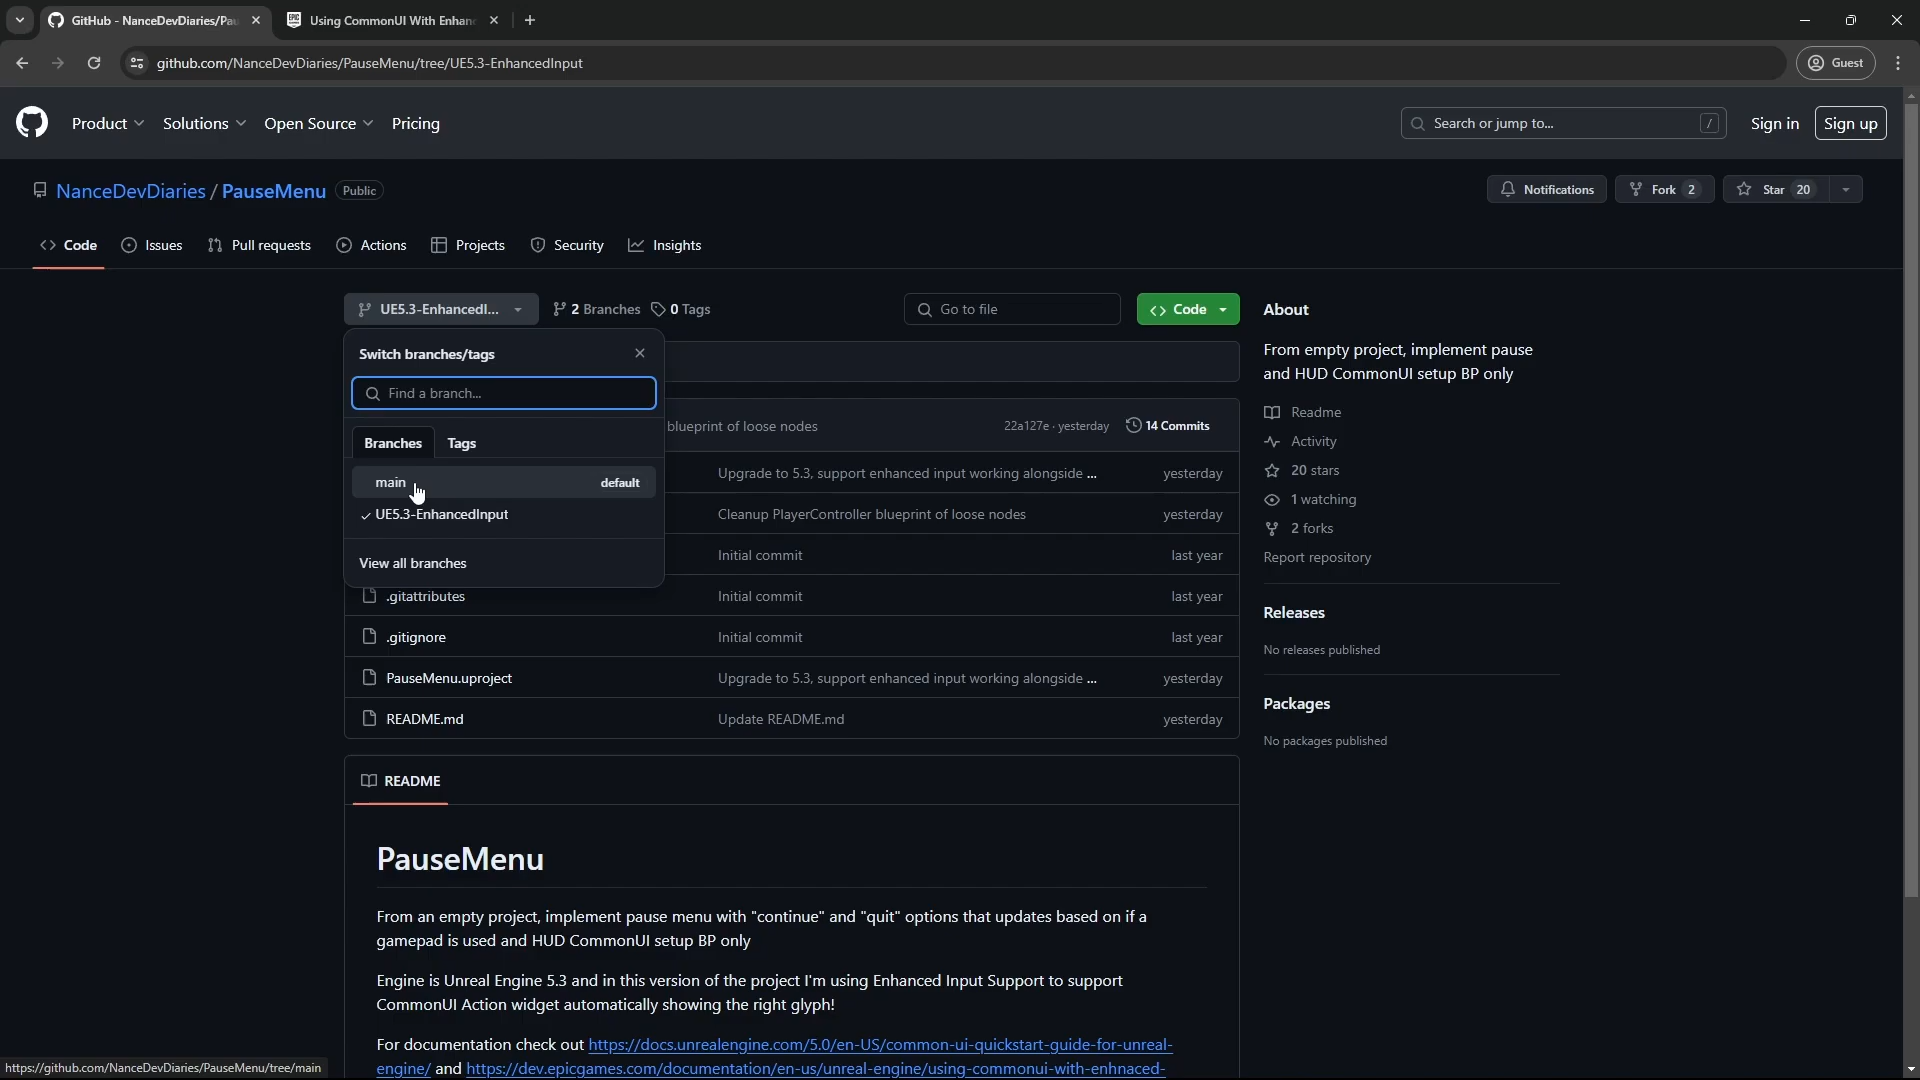 GitHub - NanceDevDiaries/Pau
Using CommonUI With Enhan
github.com/NanceDevDiaries/PauseMenu/tree/UE5.3-EnhancedInput
Guest
Product
Solutions
Open Source
Pricing
Search or jump to...
/
Sign in
Sign up
NanceDevDiaries / PauseMenu
Public
Notifications
Fork 2
Star 20
Code
Issues
Pull requests
Actions
Projects
Security
Insights
UE5.3-EnhancedI...
2 Branches
0 Tags
Go to file
Code
About
Switch branches/tags
Find a branch...
Branches
Tags
main
default
UE5.3-EnhancedInput
View all branches
blueprint of loose nodes
22a127e · yesterday
14 Commits
Upgrade to 5.3, support enhanced input working alongside ...
yesterday
Cleanup PlayerController blueprint of loose nodes
yesterday
Initial commit
last year
.gitattributes
Initial commit
last year
.gitignore
Initial commit
last year
PauseMenu.uproject
Upgrade to 5.3, support enhanced input working alongside ...
yesterday
README.md
Update README.md
yesterday
From empty project, implement pause
and HUD CommonUI setup BP only
Readme
Activity
20 stars
1 watching
2 forks
Report repository
Releases
No releases published
Packages
No packages published
README
PauseMenu
From an empty project, implement pause menu with "continue" and "quit" options that updates based on if a
gamepad is used and HUD CommonUI setup BP only
Engine is Unreal Engine 5.3 and in this version of the project I'm using Enhanced Input Support to support
CommonUI Action widget automatically showing the right glyph!
For documentation check out https://docs.unrealengine.com/5.0/en-US/common-ui-quickstart-guide-for-unreal-
engine/ and https://dev.epicgames.com/documentation/en-us/unreal-engine/using-commonui-with-enhnaced-
https://github.com/NanceDevDiaries/PauseMenu/tree/main